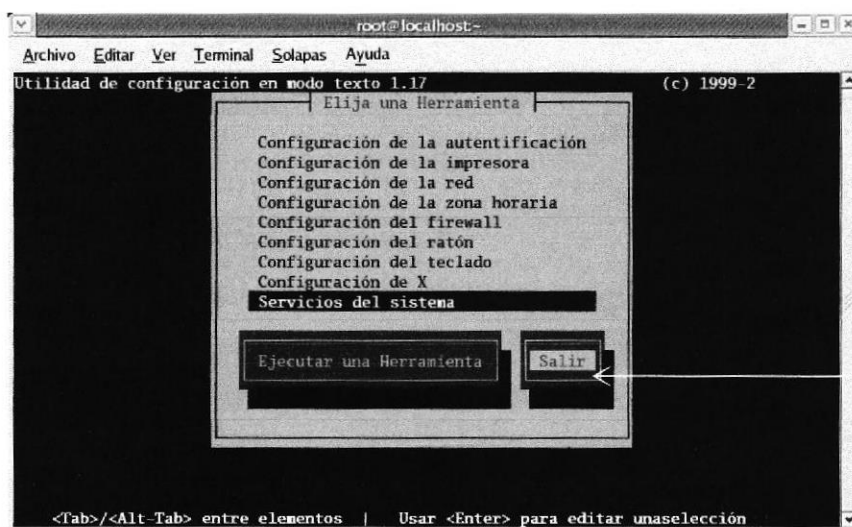 root@localhost:~
Archivo Editar Ver Terminal Solapas Ayuda
Utilidad de configuración en modo texto 1.17 (c) 1999-2
Elija una Herramienta
Configuración de la autentificación
Configuración de la impresora
Configuración de la red
Configuración de la zona horaria
Configuración del firewall
Configuración del ratón
Configuración del teclado
Configuración de X
Servicios del sistema
Ejecutar una Herramienta Salir
<Tab>/<Alt-Tab> entre elementos | Usar <Enter> para editar unaselección